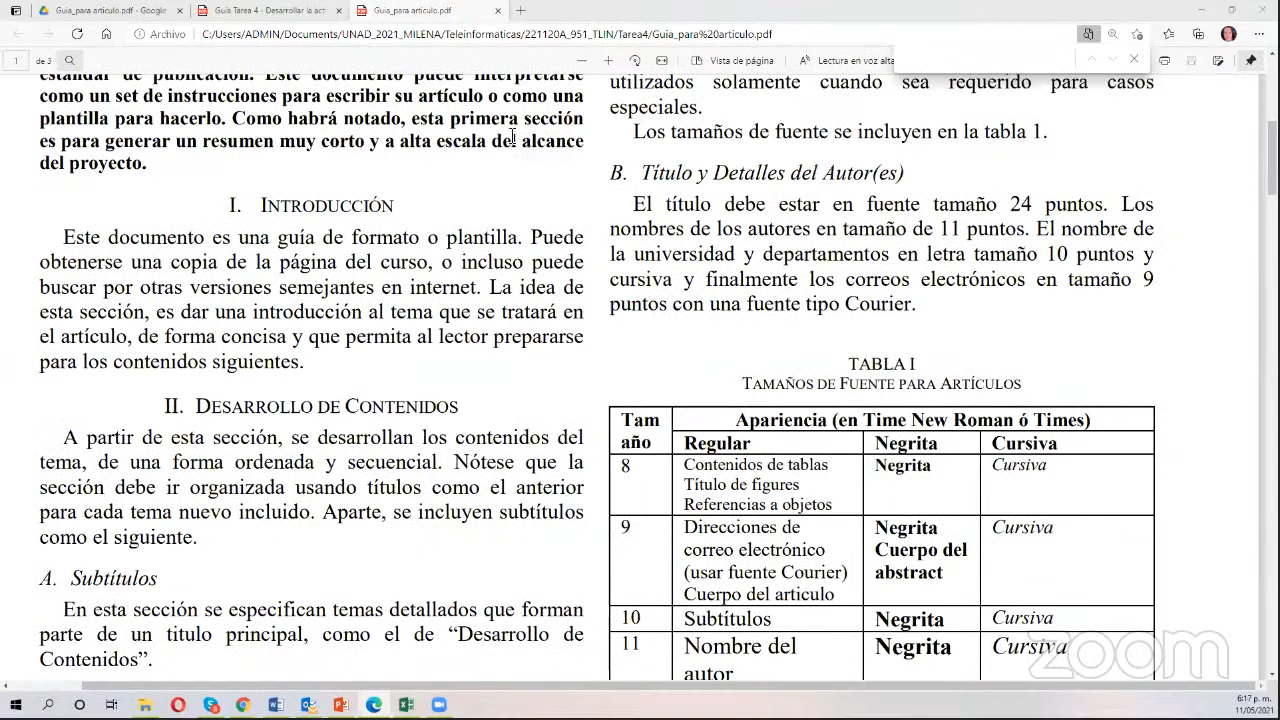 Guia_para artículo.pdf - Google
Guía Tarea 4 - Desarrollar la acti
Guia_para artículo.pdf
Archivo
C:/Users/ADMIN/Documents/UNAD_2021_MILENA/Teleinformaticas/221120A_951_TLIN/Tarea4/Guia_para%20articulo.pdf
1 de 3
Vista de página
Lectura en voz alta
estándar de publicación. Este documento puede interpretarse
como un set de instrucciones para escribir su artículo o como una
plantilla para hacerlo. Como habrá notado, esta primera sección
es para generar un resumen muy corto y a alta escala del alcance
del proyecto.
I. INTRODUCCIÓN
Este documento es una guía de formato o plantilla. Puede
obtenerse una copia de la página del curso, o incluso puede
buscar por otras versiones semejantes en internet. La idea de
esta sección, es dar una introducción al tema que se tratará en
el artículo, de forma concisa y que permita al lector prepararse
para los contenidos siguientes.
II. DESARROLLO DE CONTENIDOS
A partir de esta sección, se desarrollan los contenidos del
tema, de una forma ordenada y secuencial. Nótese que la
sección debe ir organizada usando títulos como el anterior
para cada tema nuevo incluido. Aparte, se incluyen subtítulos
como el siguiente.
A. Subtítulos
En esta sección se especifican temas detallados que forman
parte de un titulo principal, como el de “Desarrollo de
Contenidos”.
utilizados solamente cuando sea requerido para casos
especiales.
Los tamaños de fuente se incluyen en la tabla 1.
B. Título y Detalles del Autor(es)
El título debe estar en fuente tamaño 24 puntos. Los
nombres de los autores en tamaño de 11 puntos. El nombre de
la universidad y departamentos en letra tamaño 10 puntos y
cursiva y finalmente los correos electrónicos en tamaño 9
puntos con una fuente tipo Courier.
TABLA I
TAMAÑOS DE FUENTE PARA ARTÍCULOS
Tam
año
Apariencia (en Time New Roman ó Times)
Regular Negrita Cursiva
8 Contenidos de tablas Negrita Cursiva
Título de figures
Referencias a objetos
9 Direcciones de Negrita Cursiva
correo electrónico Cuerpo del
(usar fuente Courier) abstract
Cuerpo del articulo
10 Subtítulos Negrita Cursiva
11 Nombre del Negrita Cursiva
autor
zoom
6:17 p. m.
11/05/2021